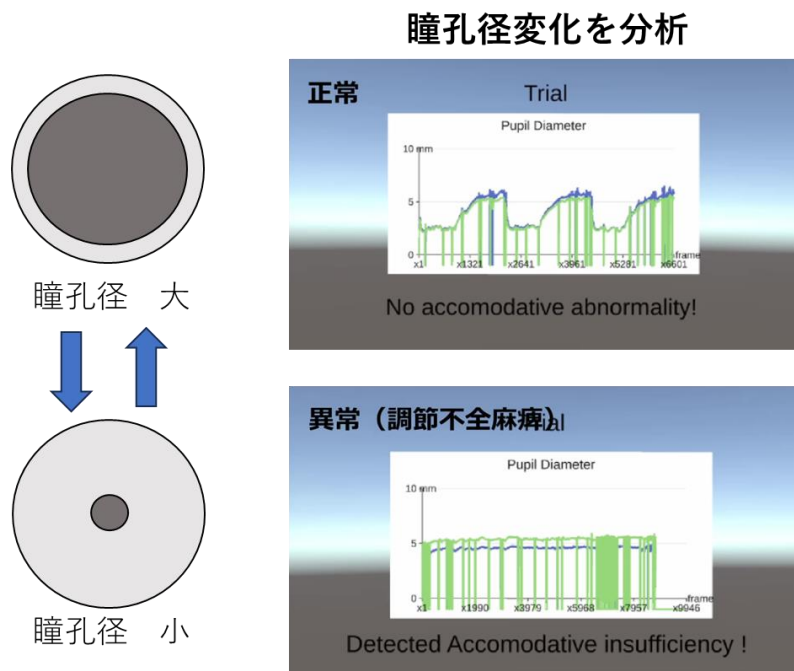 瞳孔径変化を分析
瞳孔径 大
瞳孔径 小
正常
Trial
Pupil Diameter
10 mm
5
0
x1 x1321 x2641 x3961 x5281 x6601
frame
No accomodative abnormality!
異常（調節不全麻痺）
ial
Pupil Diameter
10 mm
5
0
x1 x1990 x3979 x5968 x7957 x9946
frame
Detected Accomodative insufficiency !